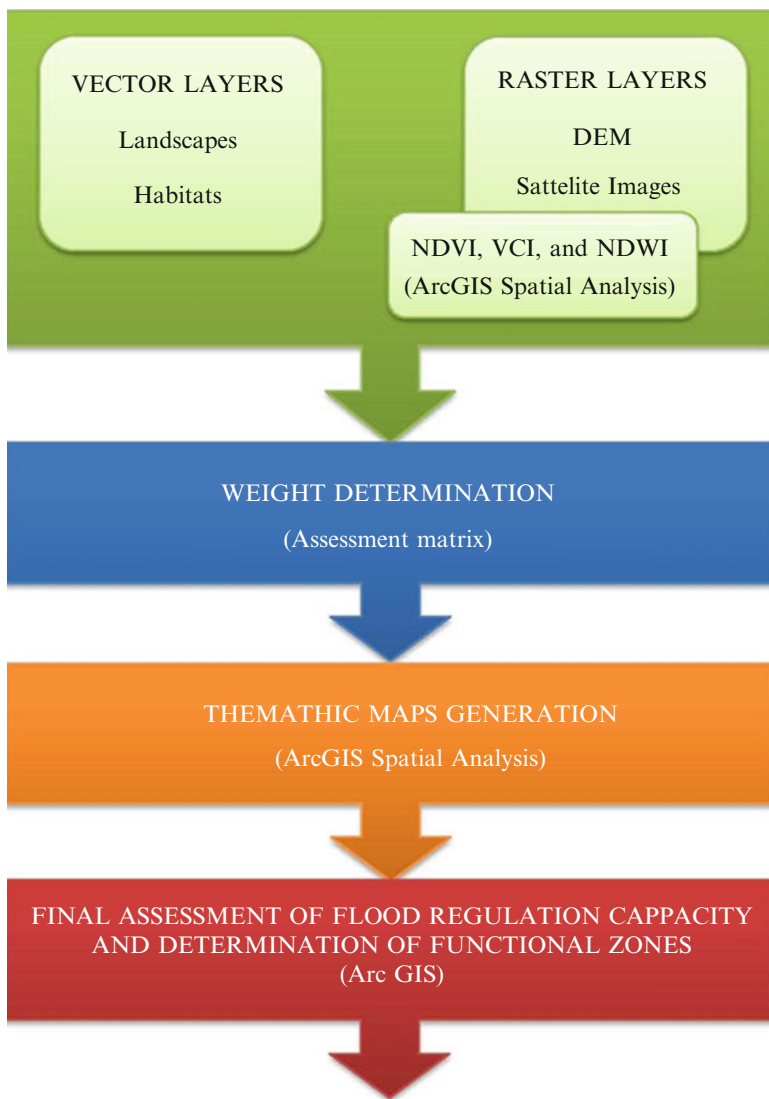 VECTOR LAYERS
Landscapes
Habitats
RASTER LAYERS
DEM
Sattelite Images
NDVI, VCI, and NDWI
(ArcGIS Spatial Analysis)
WEIGHT DETERMINATION
(Assessment matrix)
THEMATHIC MAPS GENERATION
(ArcGIS Spatial Analysis)
FINAL ASSESSMENT OF FLOOD REGULATION CAPPACITY
AND DETERMINATION OF FUNCTIONAL ZONES
(Arc GIS)